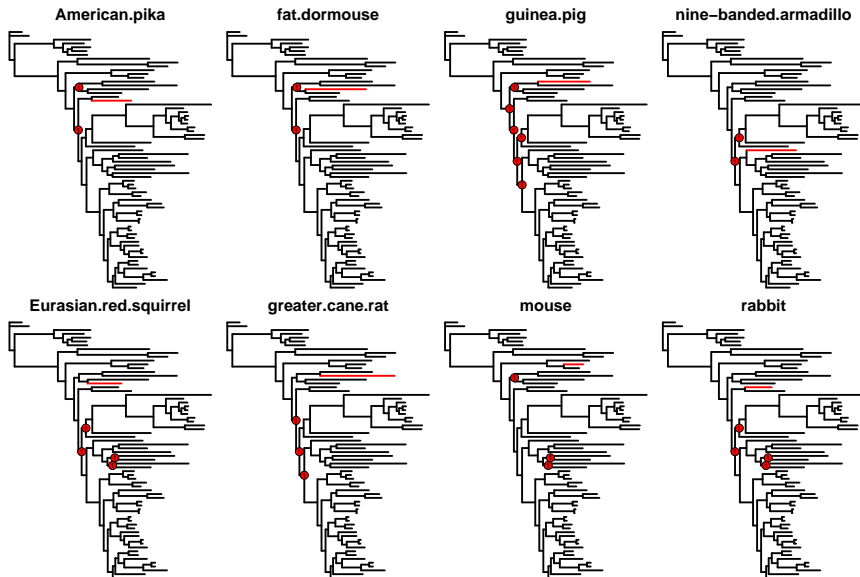 American.pika
fat.dormouse
guinea.pig
nine−banded.armadillo
Eurasian.red.squirrel
greater.cane.rat
mouse
rabbit